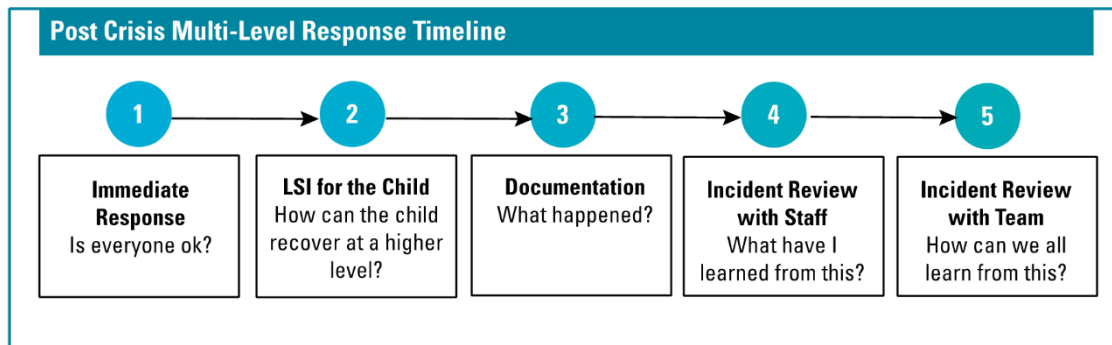 Post Crisis Multi-Level Response Timeline
1
2
3
4
5
Immediate
Response
Is everyone ok?
LSI for the Child
How can the child
recover at a higher
level?
Documentation
What happened?
Incident Review
with Staff
What have I
learned from this?
Incident Review
with Team
How can we all
learn from this?